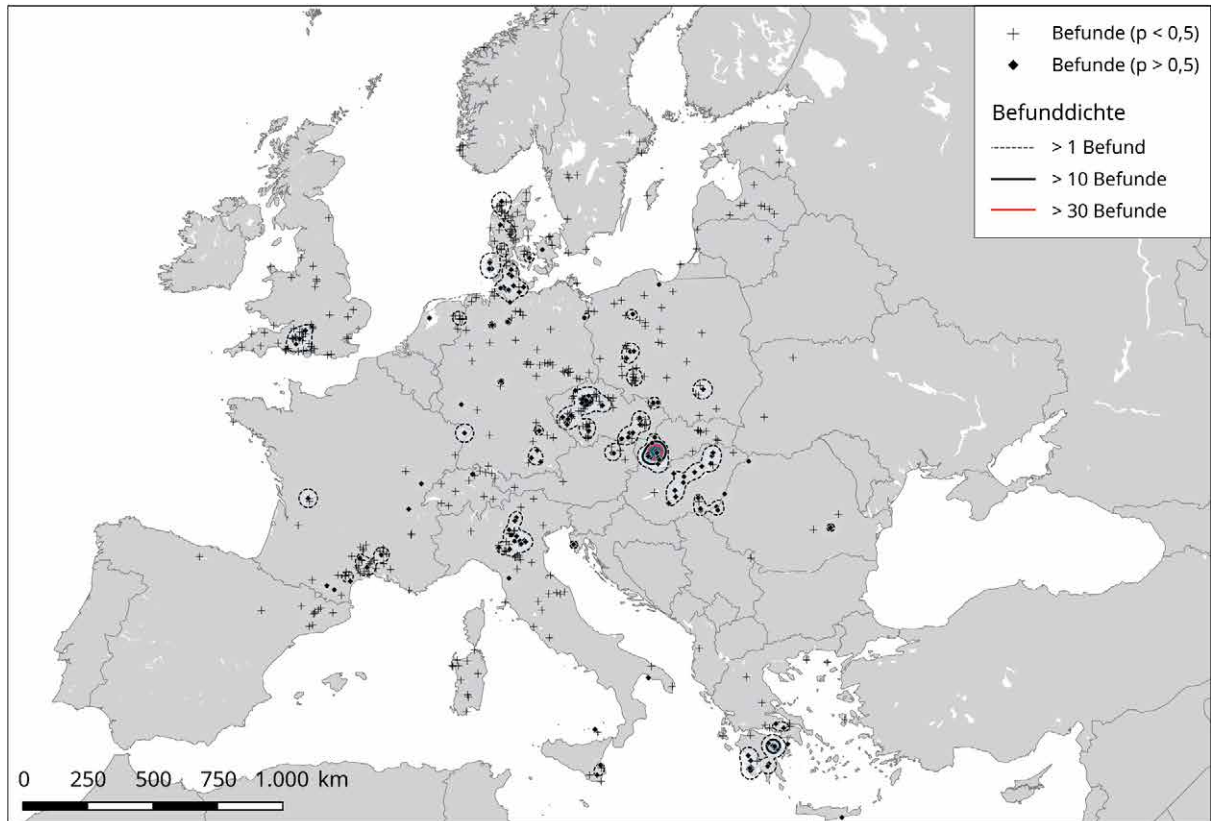 Befunde (p < 0,5)
Befunde (p > 0,5)
Befunddichte
> 1 Befund
> 10 Befunde
> 30 Befunde
0 250 500 750 1.000 km